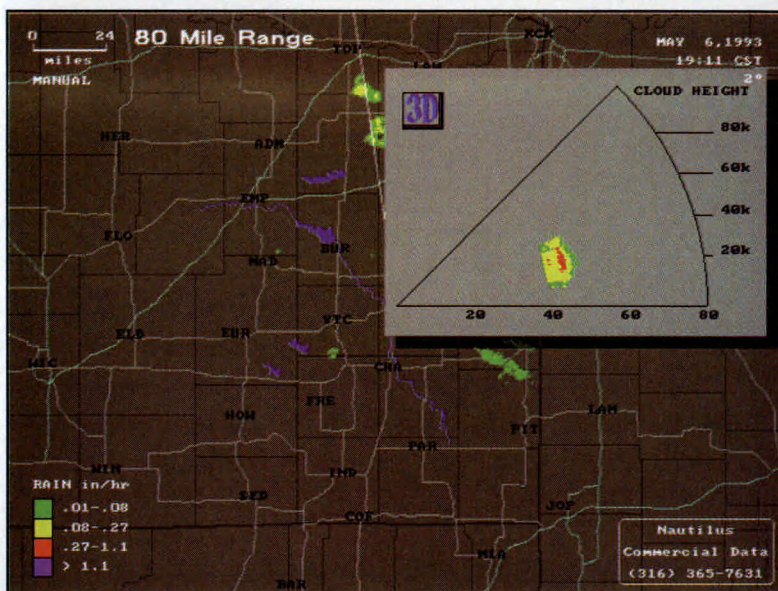 0 24
miles
MANUAL
80 Mile Range
MAY 6,1993
19:11 CST
2°
TOP
KCK
LAW
HER
ADM
EMP
FLO
BUR
MAD
ELD
EUR
YTC
WIC
CHA
HOW
FRE
LAM
PAR
PIT
WIN
IND
SED
COF
JOP
MIA
BAR
3D
CLOUD HEIGHT
80k
60k
40k
20k
20 40 60 80
RAIN in/hr
.01-.08
.08-.27
.27-1.1
> 1.1
Nautilus
Commercial Data
(316) 365-7631